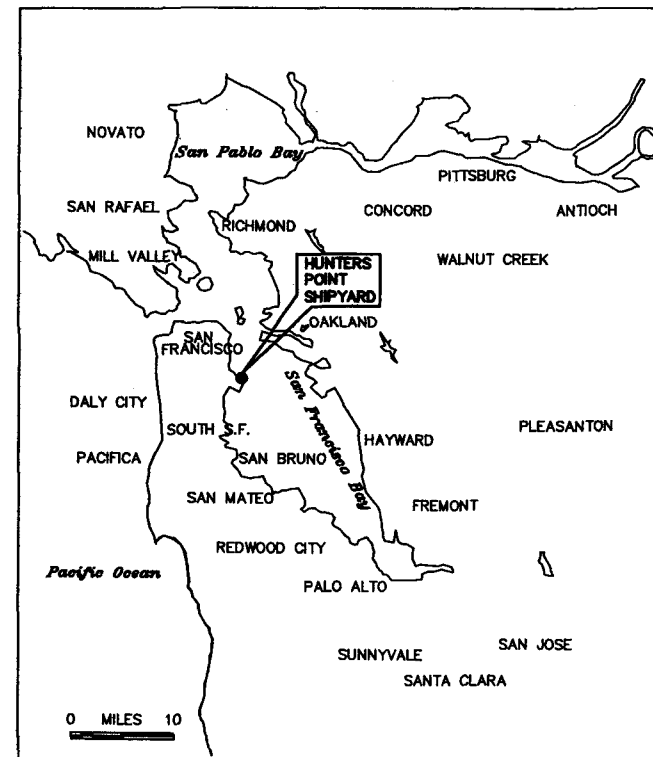 NOVATO
San Pablo Bay
PITTSBURG
SAN RAFAEL
RICHMOND
CONCORD
ANTIOCH
MILL VALLEY
WALNUT CREEK
HUNTERS
POINT
SHIPYARD
OAKLAND
SAN
FRANCISCO
DALY CITY
San Francisco Bay
SOUTH S.F.
HAYWARD
PLEASANTON
PACIFICA
SAN BRUNO
SAN MATEO
FREMONT
REDWOOD CITY
Pacific Ocean
PALO ALTO
SAN JOSE
SUNNYVALE
SANTA CLARA
0 MILES 10